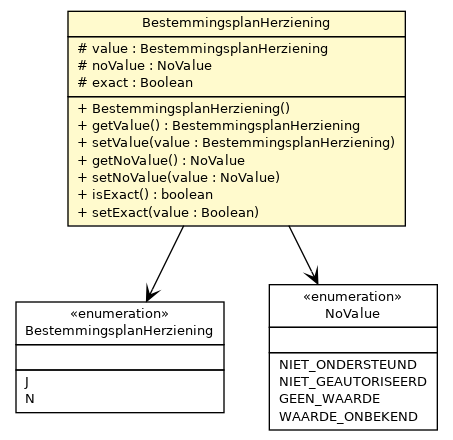 BestemmingsplanHerziening
# value : BestemmingsplanHerziening
# noValue : NoValue
# exact : Boolean
+ BestemmingsplanHerziening()
+ getValue() : BestemmingsplanHerziening
+ setValue(value : BestemmingsplanHerziening)
+ getNoValue() : NoValue
+ setNoValue(value : NoValue)
+ isExact() : boolean
+ setExact(value : Boolean)
«enumeration»
BestemmingsplanHerziening
J
N
«enumeration»
NoValue
NIET_ONDERSTEUND
NIET_GEAUTORISEERD
GEEN_WAARDE
WAARDE_ONBEKEND